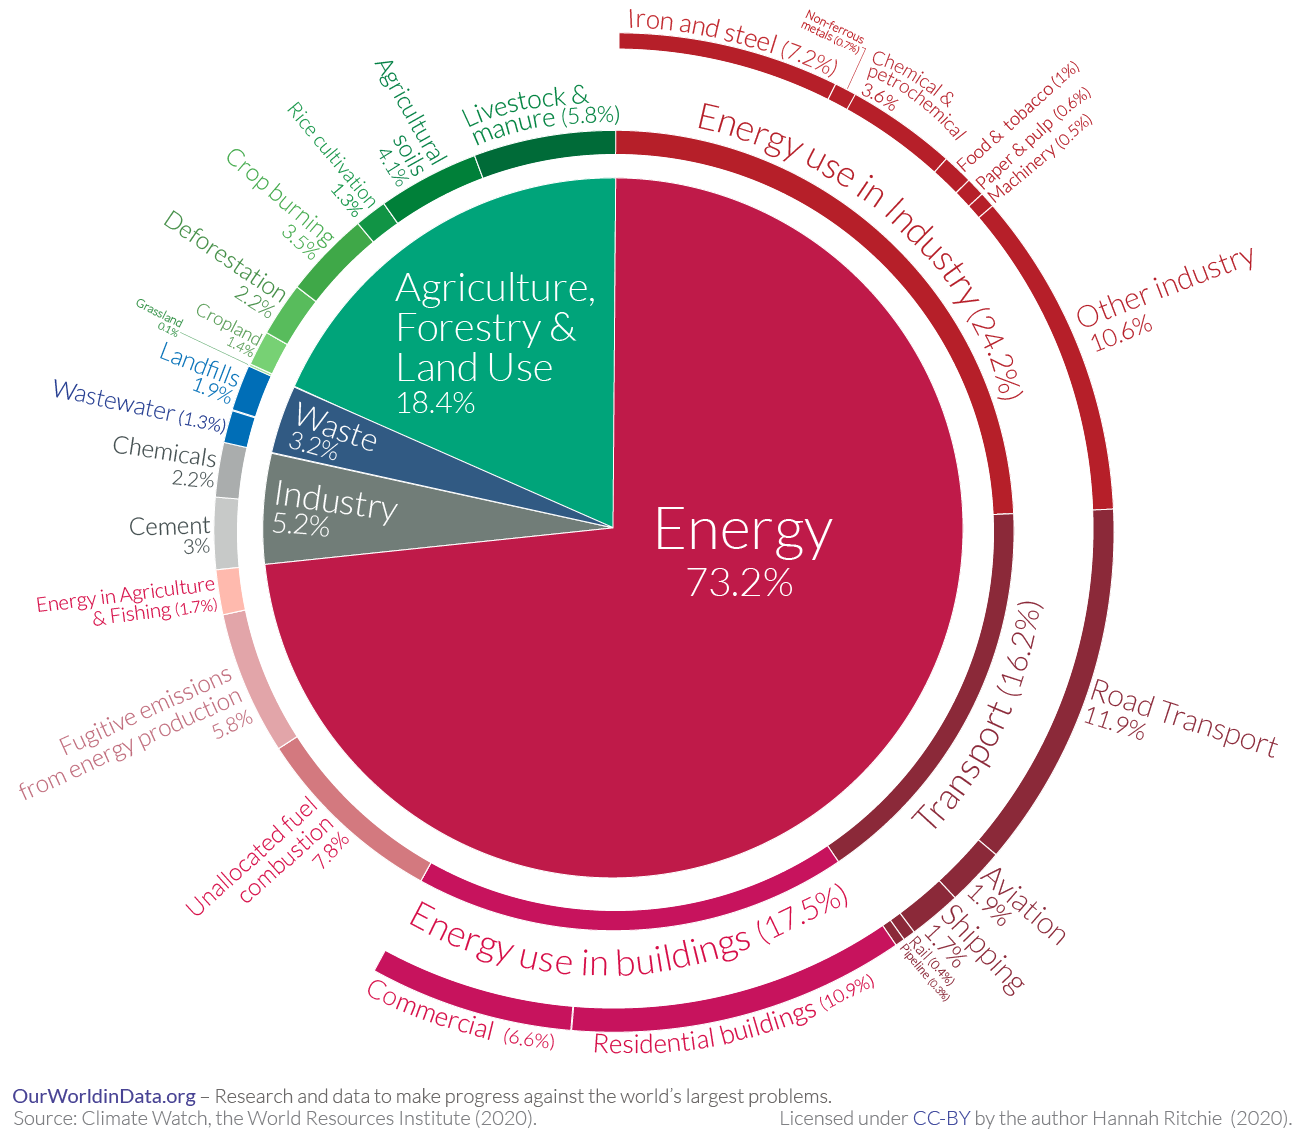 Iron and steel (7.2%)
Non-ferrous
metals (0.7%)
Chemical &
petrochemical
3.6%
Food & tobacco (1%)
Paper & pulp (0.6%)
Machinery (0.5%)
Other industry
10.6%
Energy use in Industry (24.2%)
Livestock &
manure (5.8%)
Agricultural
soils
4.1%
Rice cultivation
1.3%
Crop burning
3.5%
Deforestation
2.2%
Cropland
1.4%
Grassland
0.1%
Landfills
1.9%
Wastewater (1.3%)
Chemicals
2.2%
Cement
3%
Energy in Agriculture
& Fishing (1.7%)
Fugitive emissions
from energy production
5.8%
Unallocated fuel
combustion
7.8%
Agriculture,
Forestry &
Land Use
18.4%
Waste
3.2%
Industry
5.2%
Energy
73.2%
Transport (16.2%)
Road Transport
11.9%
Aviation
1.9%
Shipping
1.7%
Rail (0.4%)
Pipeline (0.3%)
Energy use in buildings (17.5%)
Commercial (6.6%)
Residential buildings (10.9%)
OurWorldinData.org – Research and data to make progress against the world's largest problems.
Source: Climate Watch, the World Resources Institute (2020).
Licensed under CC-BY by the author Hannah Ritchie (2020).